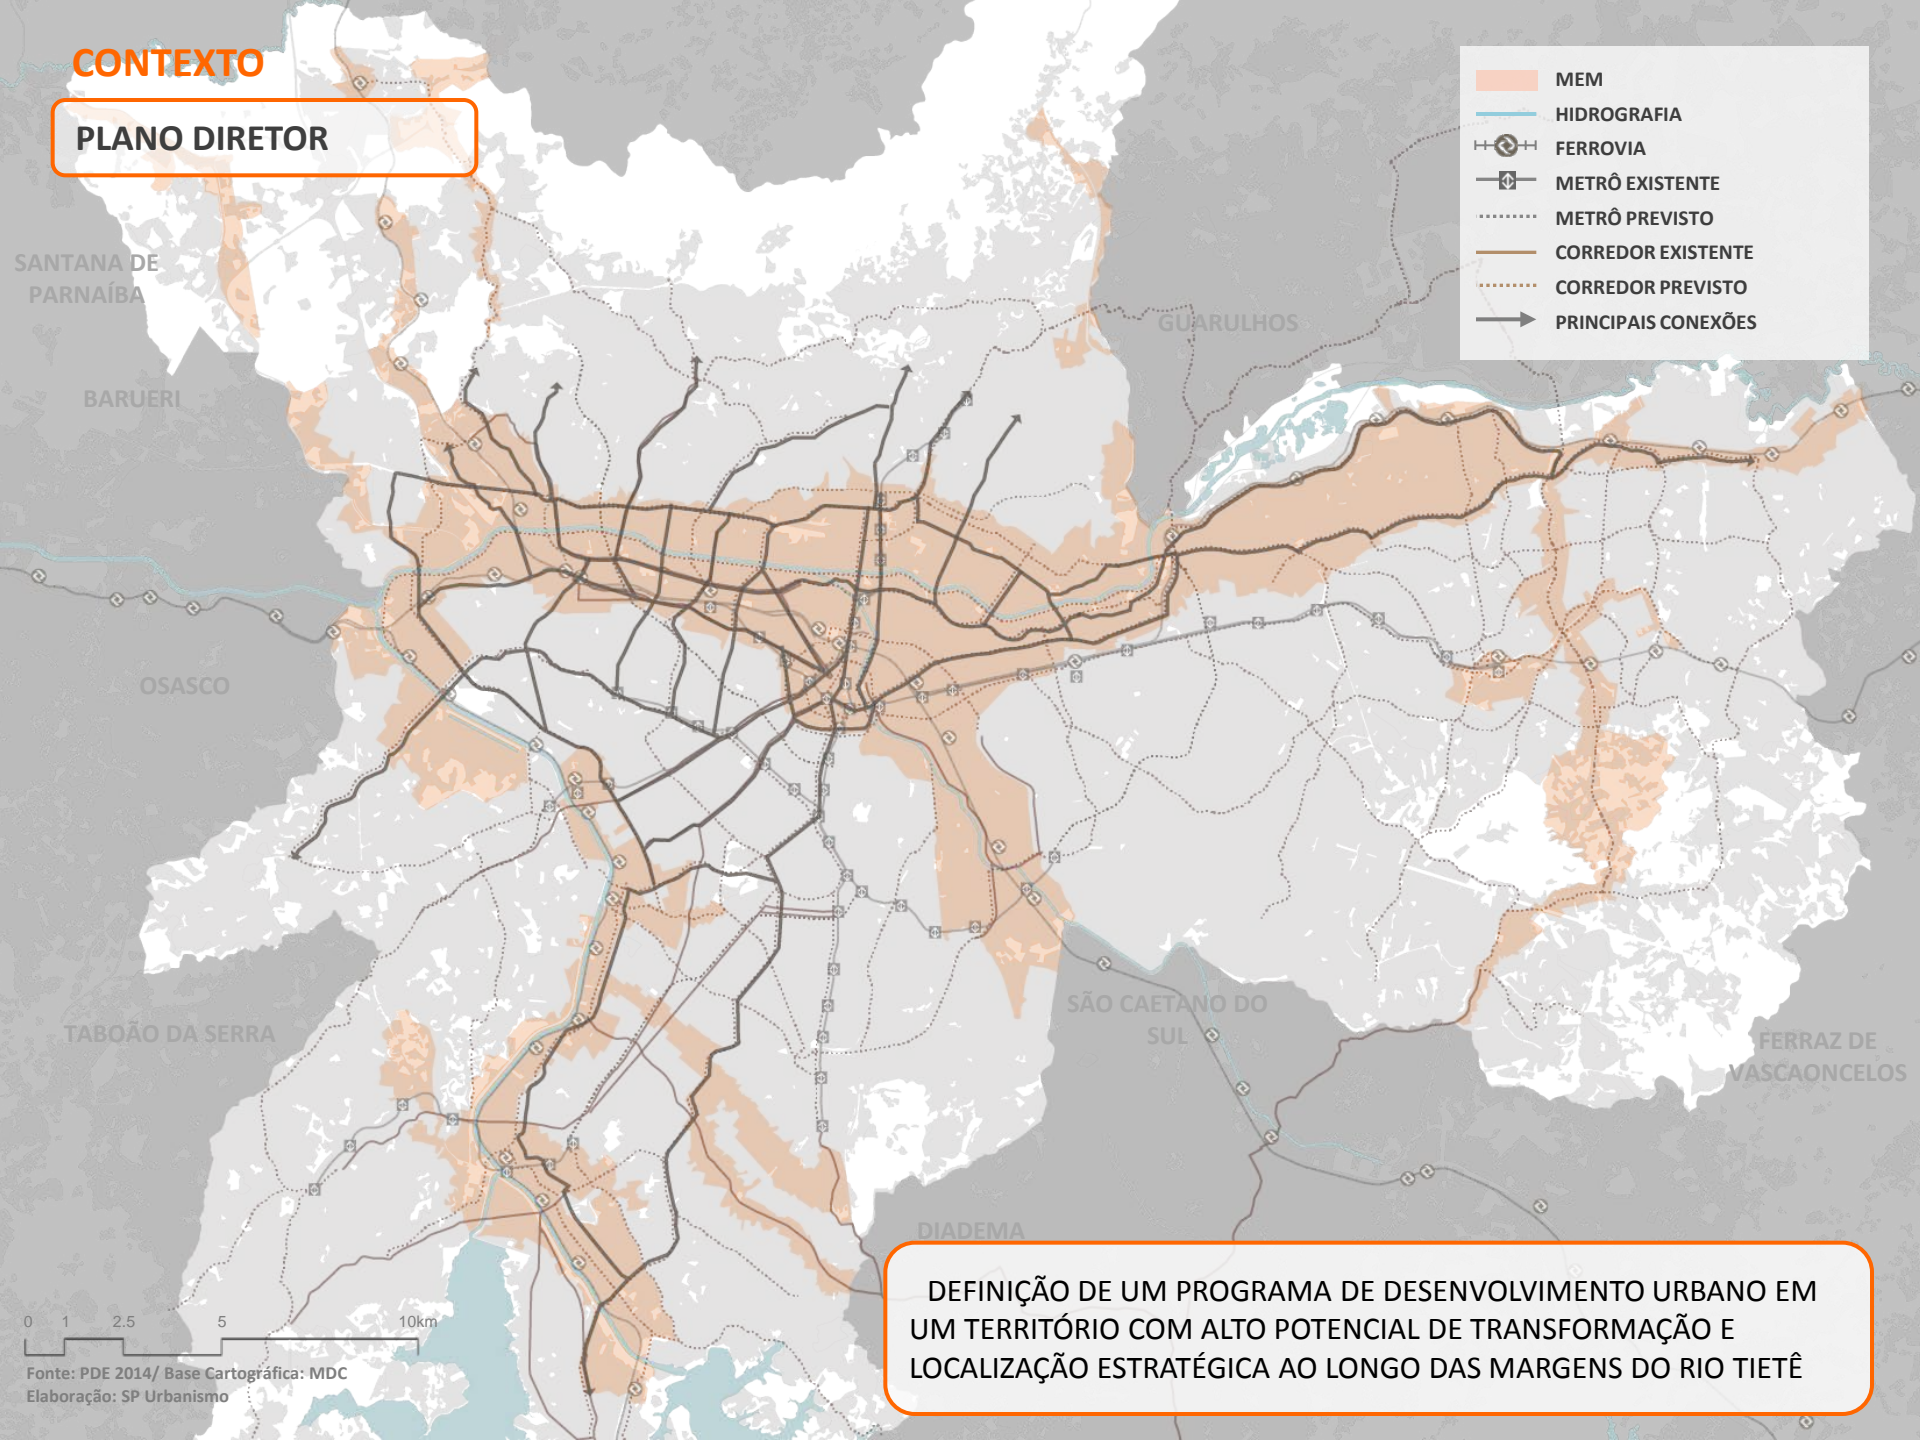 CONTEXTO
PLANO DIRETOR
MEM
HIDROGRAFIA
FERROVIA
METRÔ EXISTENTE
METRÔ PREVISTO
CORREDOR EXISTENTE
CORREDOR PREVISTO
PRINCIPAIS CONEXÕES
SANTANA DE
PARNAÍBA
GUARULHOS
BARUERI
OSASCO
SÃO CAETANO DO
SUL
TABOÃO DA SERRA
FERRAZ DE
VASCAONCELOS
DIADEMA
DEFINIÇÃO DE UM PROGRAMA DE DESENVOLVIMENTO URBANO EM
UM TERRITÓRIO COM ALTO POTENCIAL DE TRANSFORMAÇÃO E
LOCALIZAÇÃO ESTRATÉGICA AO LONGO DAS MARGENS DO RIO TIETÊ
0 1 2.5 5 10km
Fonte: PDE 2014/ Base Cartográfica: MDC
Elaboração: SP Urbanismo